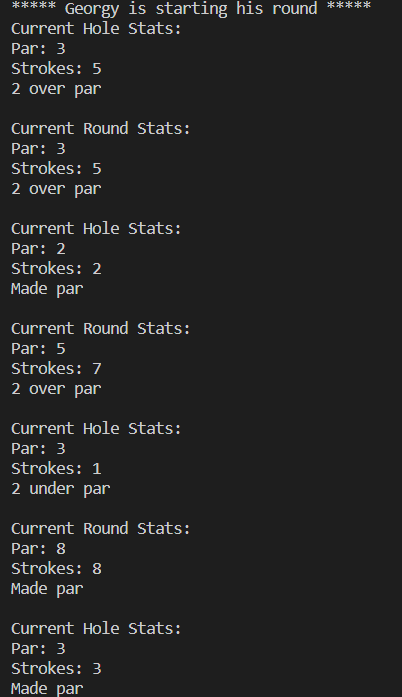 ***** Georgy is starting his round *****
Current Hole Stats:
Par: 3
Strokes: 5
2 over par
Current Round Stats:
Par: 3
Strokes: 5
2 over par
Current Hole Stats:
Par: 2
Strokes: 2
Made par
Current Round Stats:
Par: 5
Strokes: 7
2 over par
Current Hole Stats:
Par: 3
Strokes: 1
2 under par
Current Round Stats:
Par: 8
Strokes: 8
Made par
Current Hole Stats:
Par: 3
Strokes: 3
Made par